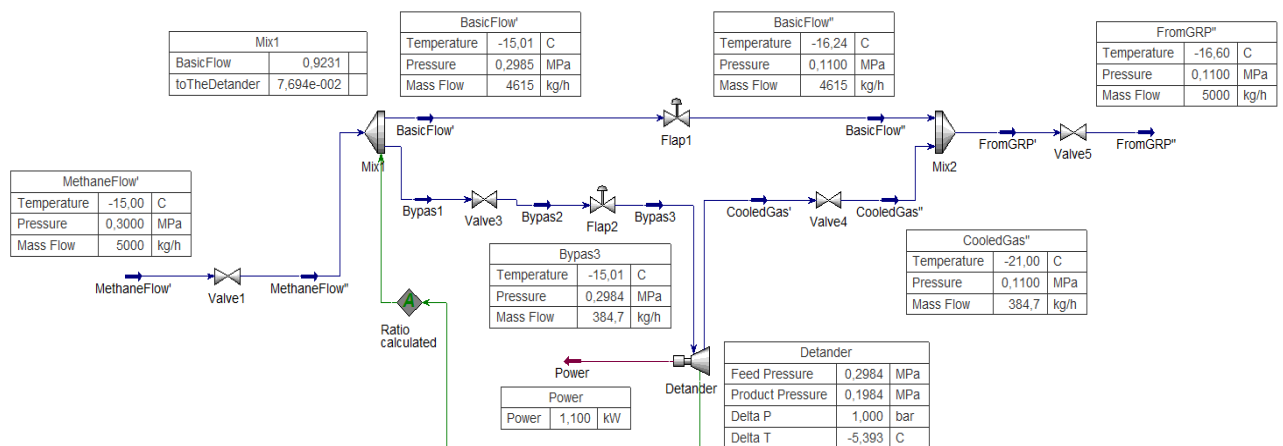 BasicFlow'
Temperature -15,01 C
Pressure 0,2985 MPa
Mass Flow 4615 kg/h
BasicFlow"
Temperature -16,24 C
Pressure 0,1100 MPa
Mass Flow 4615 kg/h
FromGRP"
Temperature -16,60 C
Pressure 0,1100 MPa
Mass Flow 5000 kg/h
Mix1
BasicFlow 0,9231
toTheDetander 7,694e-002
BasicFlow'
Flap1
BasicFlow"
Mix1
Mix2
FromGRP'
Valve5
FromGRP"
MethaneFlow'
Temperature -15,00 C
Pressure 0,3000 MPa
Mass Flow 5000 kg/h
Bypas1
Valve3
Bypas2
Flap2
Bypas3
CooledGas'
Valve4
CooledGas"
Bypas3
Temperature -15,01 C
Pressure 0,2984 MPa
Mass Flow 384,7 kg/h
CooledGas"
Temperature -21,00 C
Pressure 0,1100 MPa
Mass Flow 384,7 kg/h
MethaneFlow'
Valve1
MethaneFlow"
A
Ratio
calculated
Power
Detander
Power
Power 1,100 kW
Detander
Feed Pressure 0,2984 MPa
Product Pressure 0,1984 MPa
Delta P 1,000 bar
Delta T -5,393 C